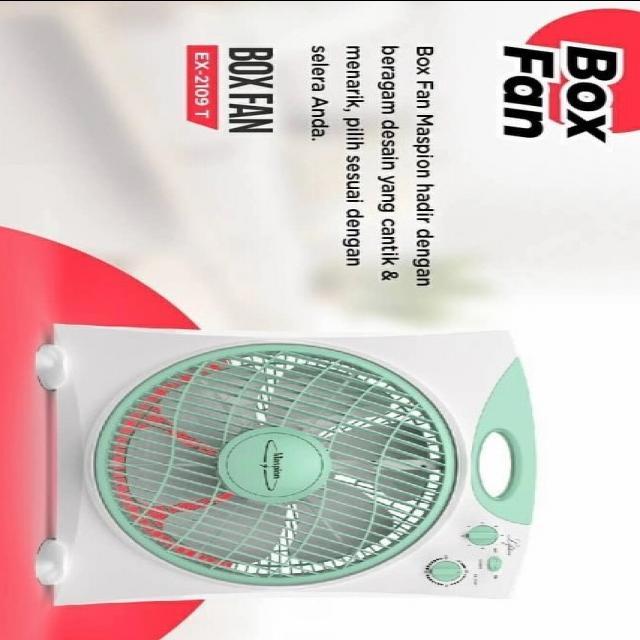 Box
Fan
Box Fan Maspion hadir dengan
beragam desain yang cantik &
menarik, pilih sesuai dengan
selera Anda.
BOX FAN
EX-2109 T
Maspion